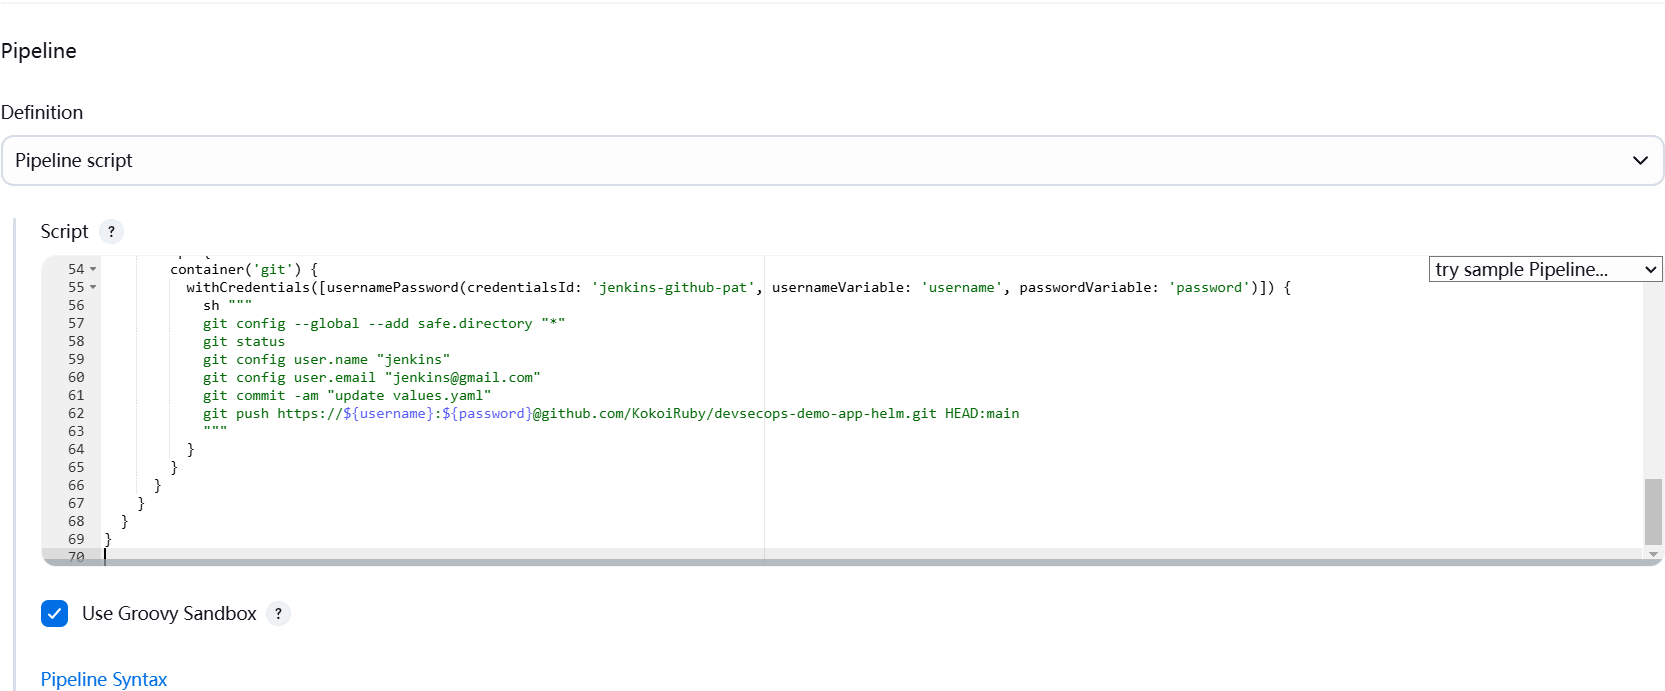 Pipeline
Definition
Pipeline script
Script ?
try sample Pipeline...
54 container('git') {
55 withCredentials([usernamePassword(credentialsId: 'jenkins-github-pat', usernameVariable: 'username', passwordVariable: 'password')]) {
56 sh """
57 git config --global --add safe.directory "*"
58 git status
59 git config user.name "jenkins"
60 git config user.email "jenkins@gmail.com"
61 git commit -am "update values.yaml"
62 git push https://${username}:${password}@github.com/KokoiRuby/devsecops-demo-app-helm.git HEAD:main
63 """
64 }
65 }
66 }
67 }
68 }
69 }
70
Use Groovy Sandbox ?
Pipeline Syntax